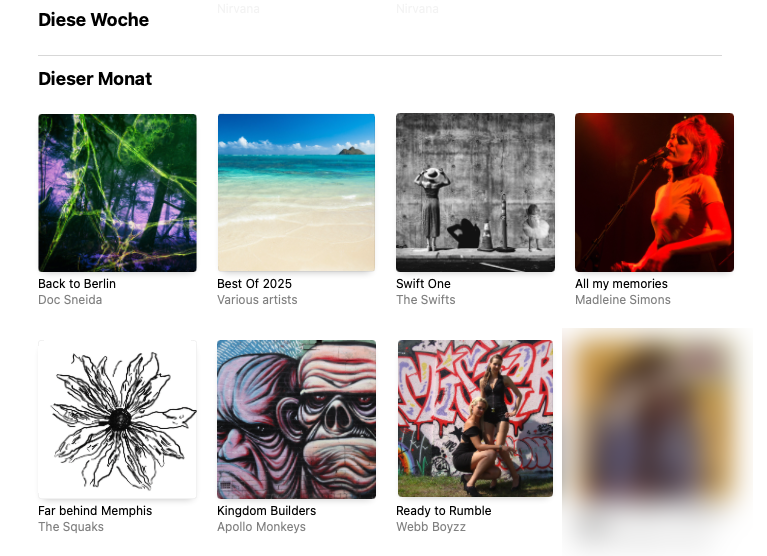 Nirvana Nirvana
Diese Woche
Dieser Monat
Back to Berlin
Doc Sneida
Best Of 2025
Various artists
Swift One
The Swifts
All my memories
Madleine Simons
Far behind Memphis
The Squaks
Kingdom Builders
Apollo Monkeys
Ready to Rumble
Webb Boyzz